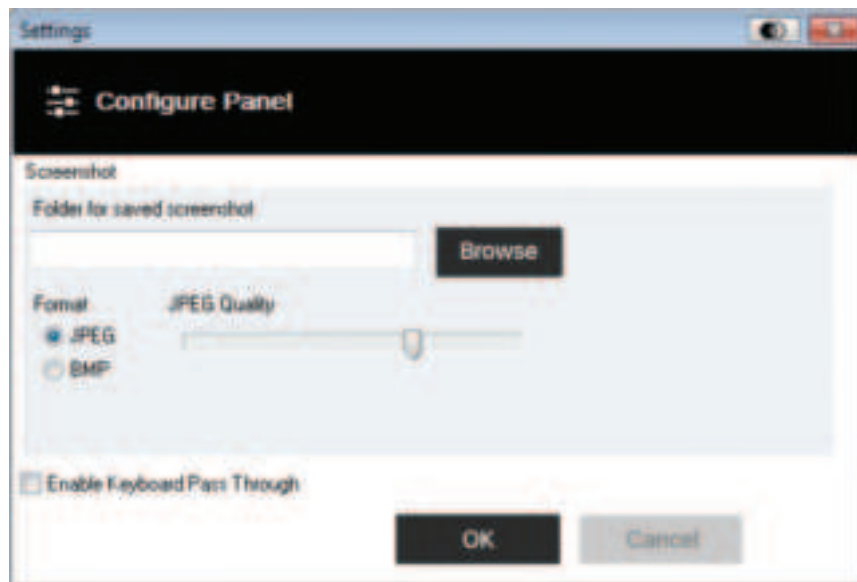 Settings
Configure Panel
Screenshot
Folder for saved screenshot
Browse
Format JPEG Quality
JPEG
BMP
Enable Keyboard Pass Through
OK Cancel